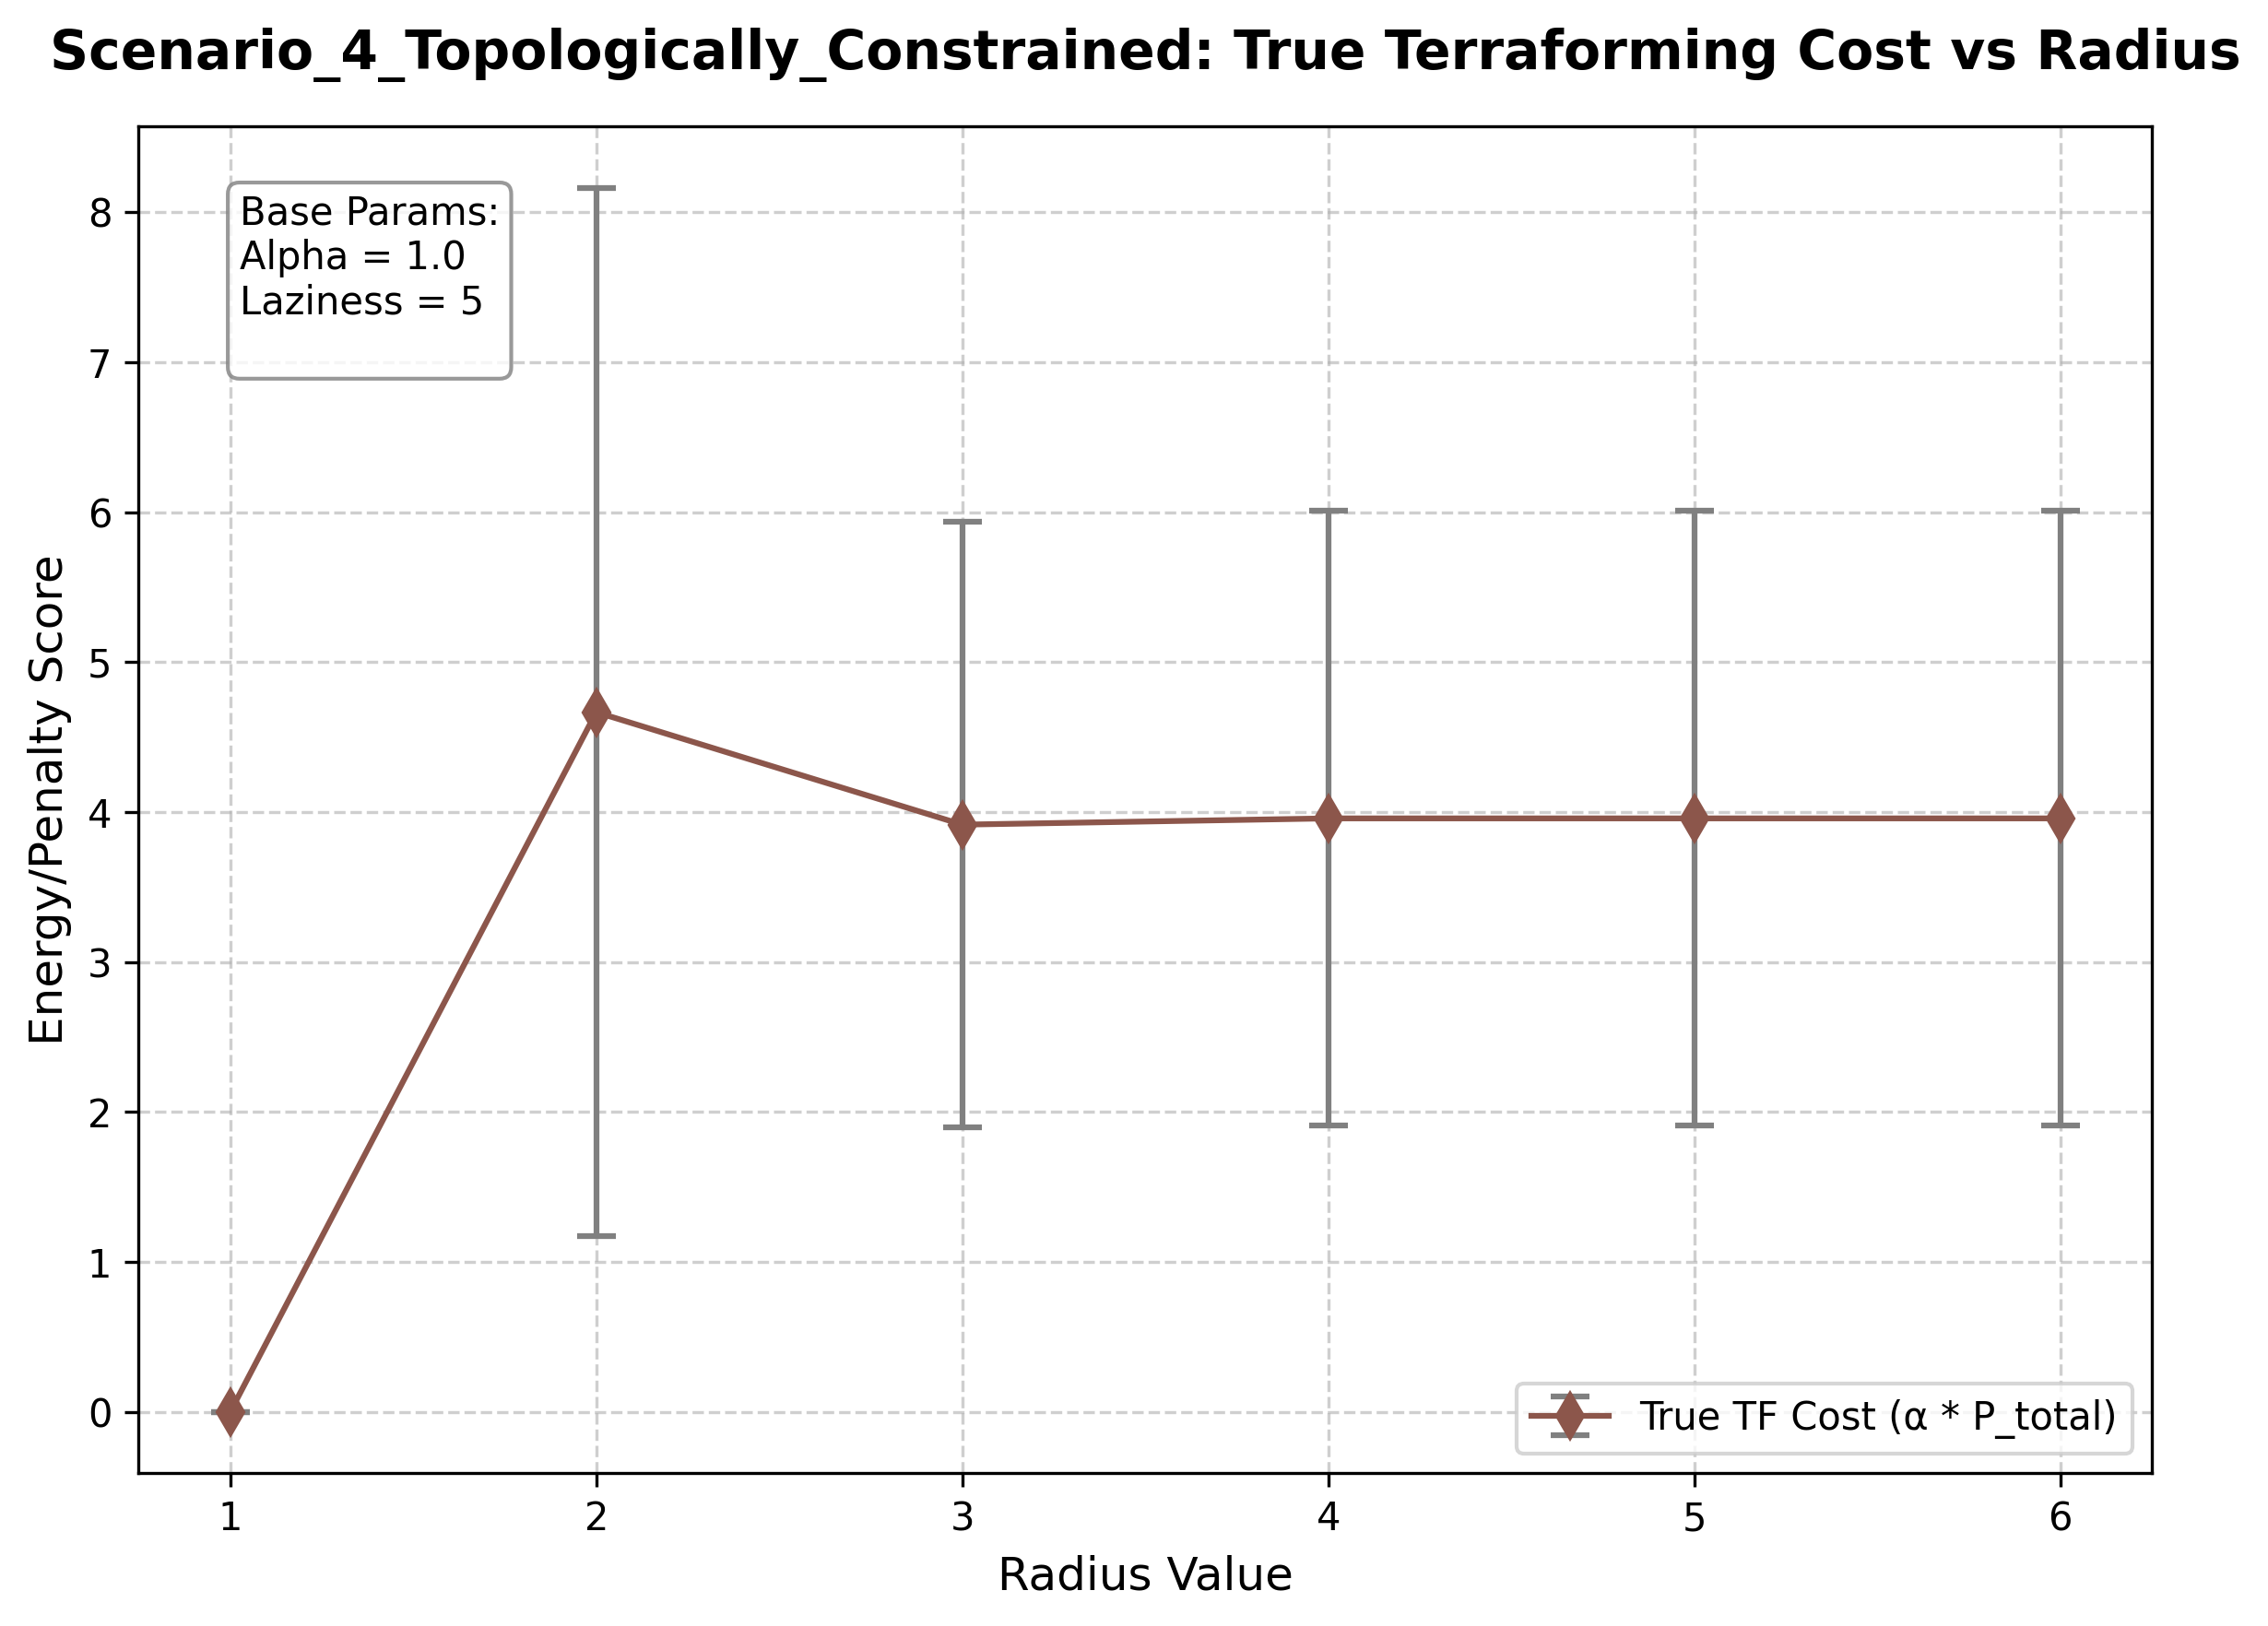 Scenario_4_Topologically_Constrained: True Terraforming Cost vs Radius
Base Params:
Alpha = 1.0
Laziness = 5
8
7
6
5
4
3
2
1
0
Energy/Penalty Score
True TF Cost (α * P_total)
1 2 3 4 5 6
Radius Value